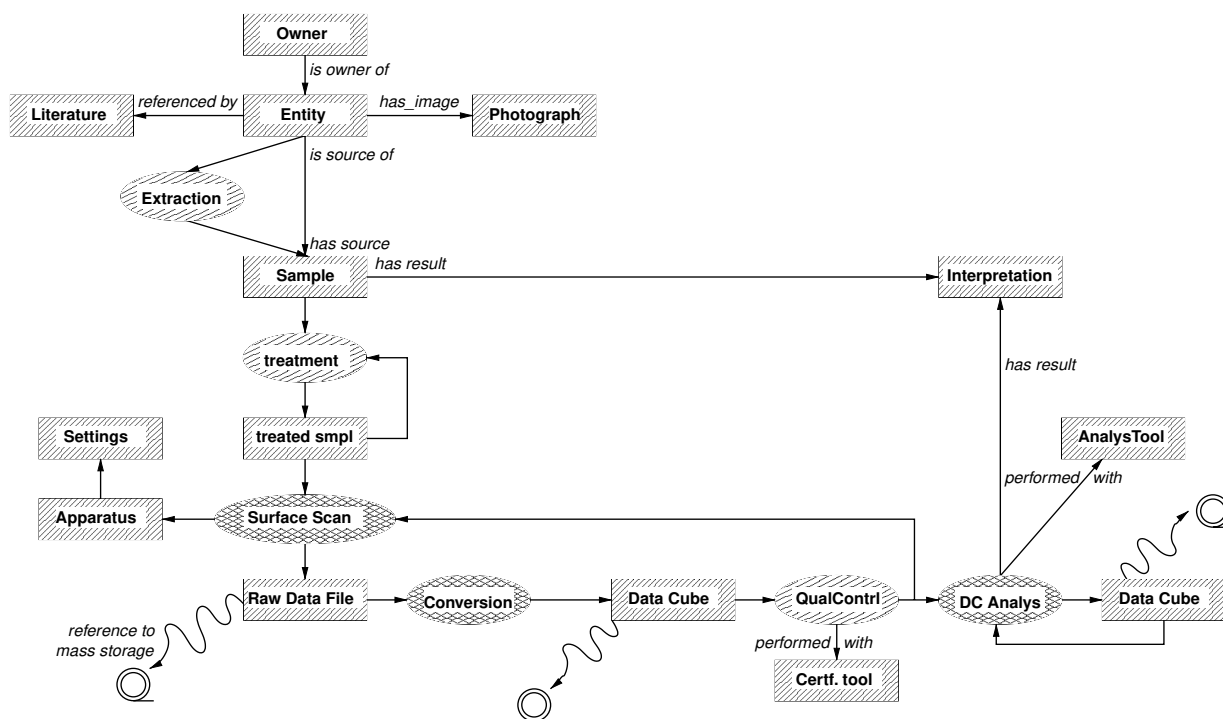 Owner
is owner of
Literature
referenced by
Entity
has_image
Photograph
is source of
Extraction
has source
Sample
has result
Interpretation
treatment
has result
treated smpl
Settings
AnalysTool
performed with
Apparatus
Surface Scan
Raw Data File
Conversion
Data Cube
QualContrl
DC Analys
Data Cube
reference to
mass storage
performed with
Certf. tool